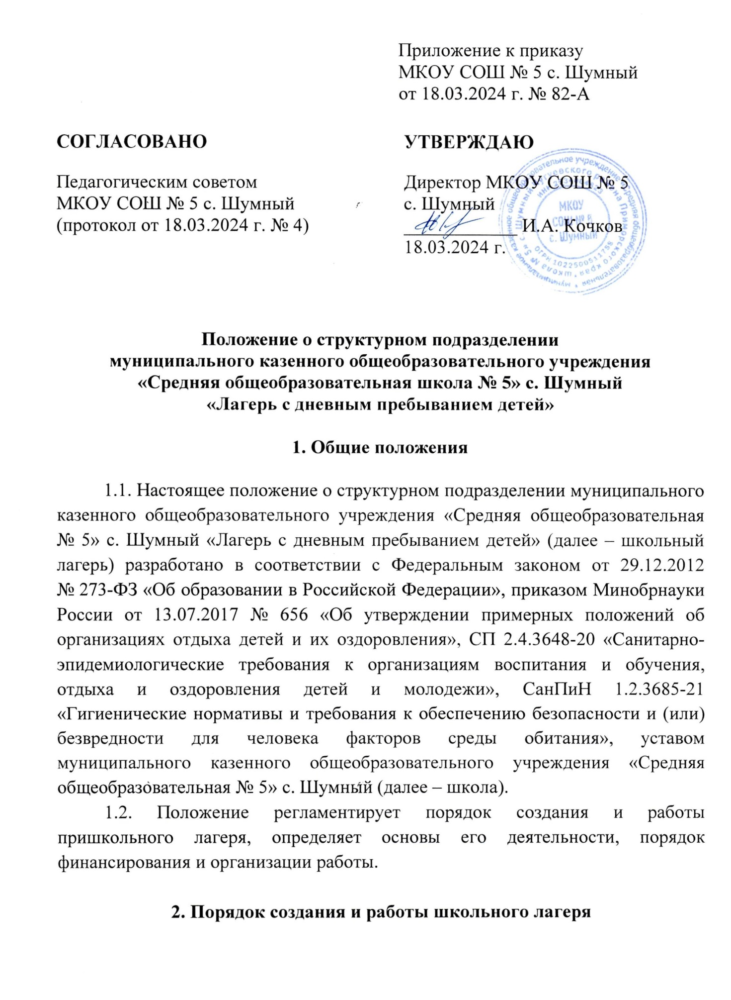 Приложение к приказу
МКОУ СОШ № 5 с. Шумный
от 18.03.2024 г. № 82-А
СОГЛАСОВАНО
Педагогическим советом
МКОУ СОШ № 5 с. Шумный
(протокол от 18.03.2024 г. № 4)
УТВЕРЖДАЮ
Директор МКОУ СОШ № 5
с. Шумный
И.А. Кочков
18.03.2024 г.
МКОУ
СОШ № 5
с. Шумный
ОГРН 1022500511758
Положение о структурном подразделении
муниципального казенного общеобразовательного учреждения
«Средняя общеобразовательная школа № 5» с. Шумный
«Лагерь с дневным пребыванием детей»
1. Общие положения
1.1. Настоящее положение о структурном подразделении муниципального
казенного общеобразовательного учреждения «Средняя общеобразовательная
№ 5» с. Шумный «Лагерь с дневным пребыванием детей» (далее – школьный
лагерь) разработано в соответствии с Федеральным законом от 29.12.2012
№ 273-ФЗ «Об образовании в Российской Федерации», приказом Минобрнауки
России от 13.07.2017 № 656 «Об утверждении примерных положений об
организациях отдыха детей и их оздоровления», СП 2.4.3648-20 «Санитарно-
эпидемиологические требования к организациям воспитания и обучения,
отдыха и оздоровления детей и молодежи», СанПиН 1.2.3685-21
«Гигиенические нормативы и требования к обеспечению безопасности и (или)
безвредности для человека факторов среды обитания», уставом
муниципального казенного общеобразовательного учреждения «Средняя
общеобразовательная № 5» с. Шумный (далее – школа).
1.2. Положение регламентирует порядок создания и работы
пришкольного лагеря, определяет основы его деятельности, порядок
финансирования и организации работы.
2. Порядок создания и работы школьного лагеря